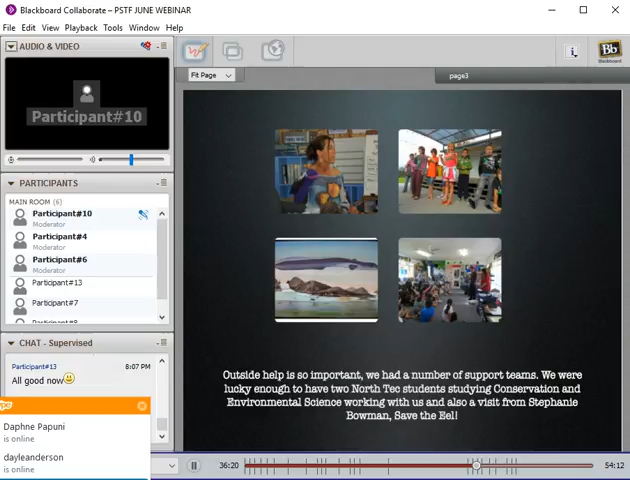 Blackboard Collaborate – PSTF JUNE WEBINAR
File Edit View Playback Tools Window Help
AUDIO & VIDEO
Participant#10
PARTICIPANTS
MAIN ROOM (6)
Participant#10
Moderator
Participant#4
Moderator
Participant#6
Moderator
Participant#13
Participant#7
Participant#8
CHAT - Supervised
Participant#13 8:07 PM
All good now
Daphne Papuni
is online
dayleanderson
is online
Fit Page
page3
Bb
Blackboard
Outside help is so important, we had a number of support teams. We were
lucky enough to have two North Tec students studying Conservation and
Environmental Science working with us and also a visit from Stephanie
Bowman, Save the Eel!
36:20
54:12